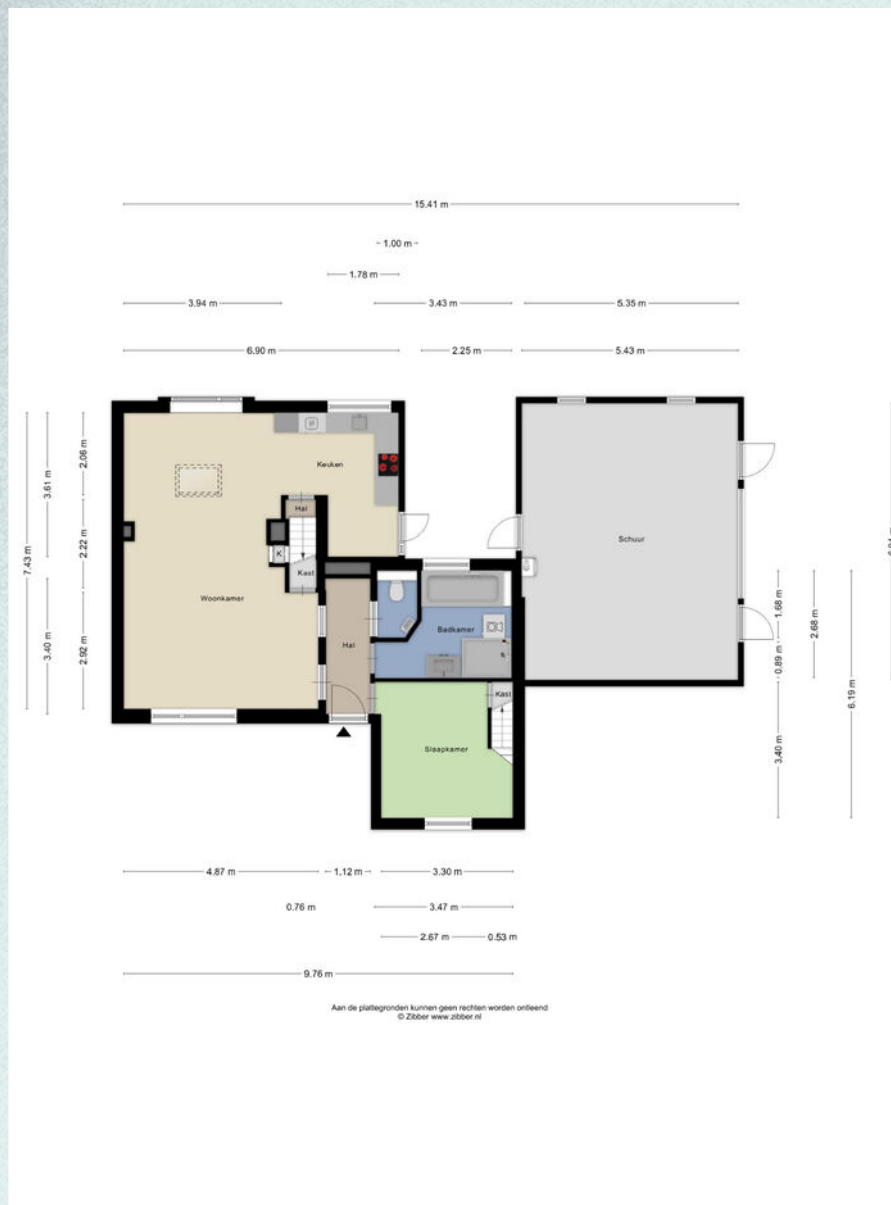 15.41 m
1.00 m
1.78 m
3.94 m
3.43 m
5.35 m
6.90 m
2.25 m
5.43 m
Keuken
Hal
K
Kast
Woonkamer
Hal
Badkamer
Kast
Slaapkamer
Schuur
7.43 m
3.61 m
3.40 m
2.06 m
2.22 m
2.92 m
1.68 m
0.89 m
3.40 m
2.68 m
6.19 m
4.87 m
1.12 m
3.30 m
0.76 m
3.47 m
2.67 m
0.53 m
9.76 m
Aan de plattegronden kunnen geen rechten worden ontleend
© Zibber www.zibber.nl